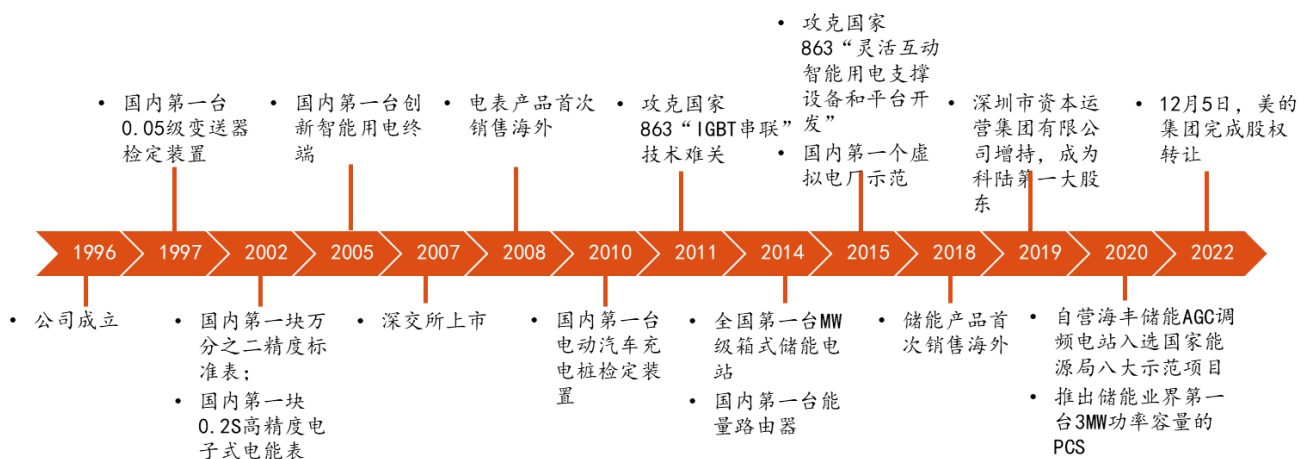 • 国内第一台
0.05级变送器
检定装置
• 国内第一台创
新智能用电终
端
• 电表产品首次
销售海外
• 攻克国家
863“IGBT串联”
技术难关
• 攻克国家
863“灵活互动
智能用电支撑
设备和平台开
发”
• 国内第一个虚
拟电厂示范
• 深圳市资本运
营集团有限公
司增持，成为
科陆第一大股
东
• 12月5日，美的
集团完成股权
转让
1996 1997 2002 2005 2007 2008 2010 2011 2014 2015 2018 2019 2020 2022
• 公司成立
• 国内第一块万
分之二精度标
准表；
• 国内第一块
0.2S高精度电
子式电能表
• 深交所上市
• 国内第一台
电动汽车充
电桩检定装
置
• 全国第一台MW
级箱式储能电
站
• 国内第一台能
量路由器
• 储能产品首
次销售海外
• 自营海丰储能AGC调
频电站入选国家能
源局八大示范项目
• 推出储能业界第一
台3MW功率容量的
PCS